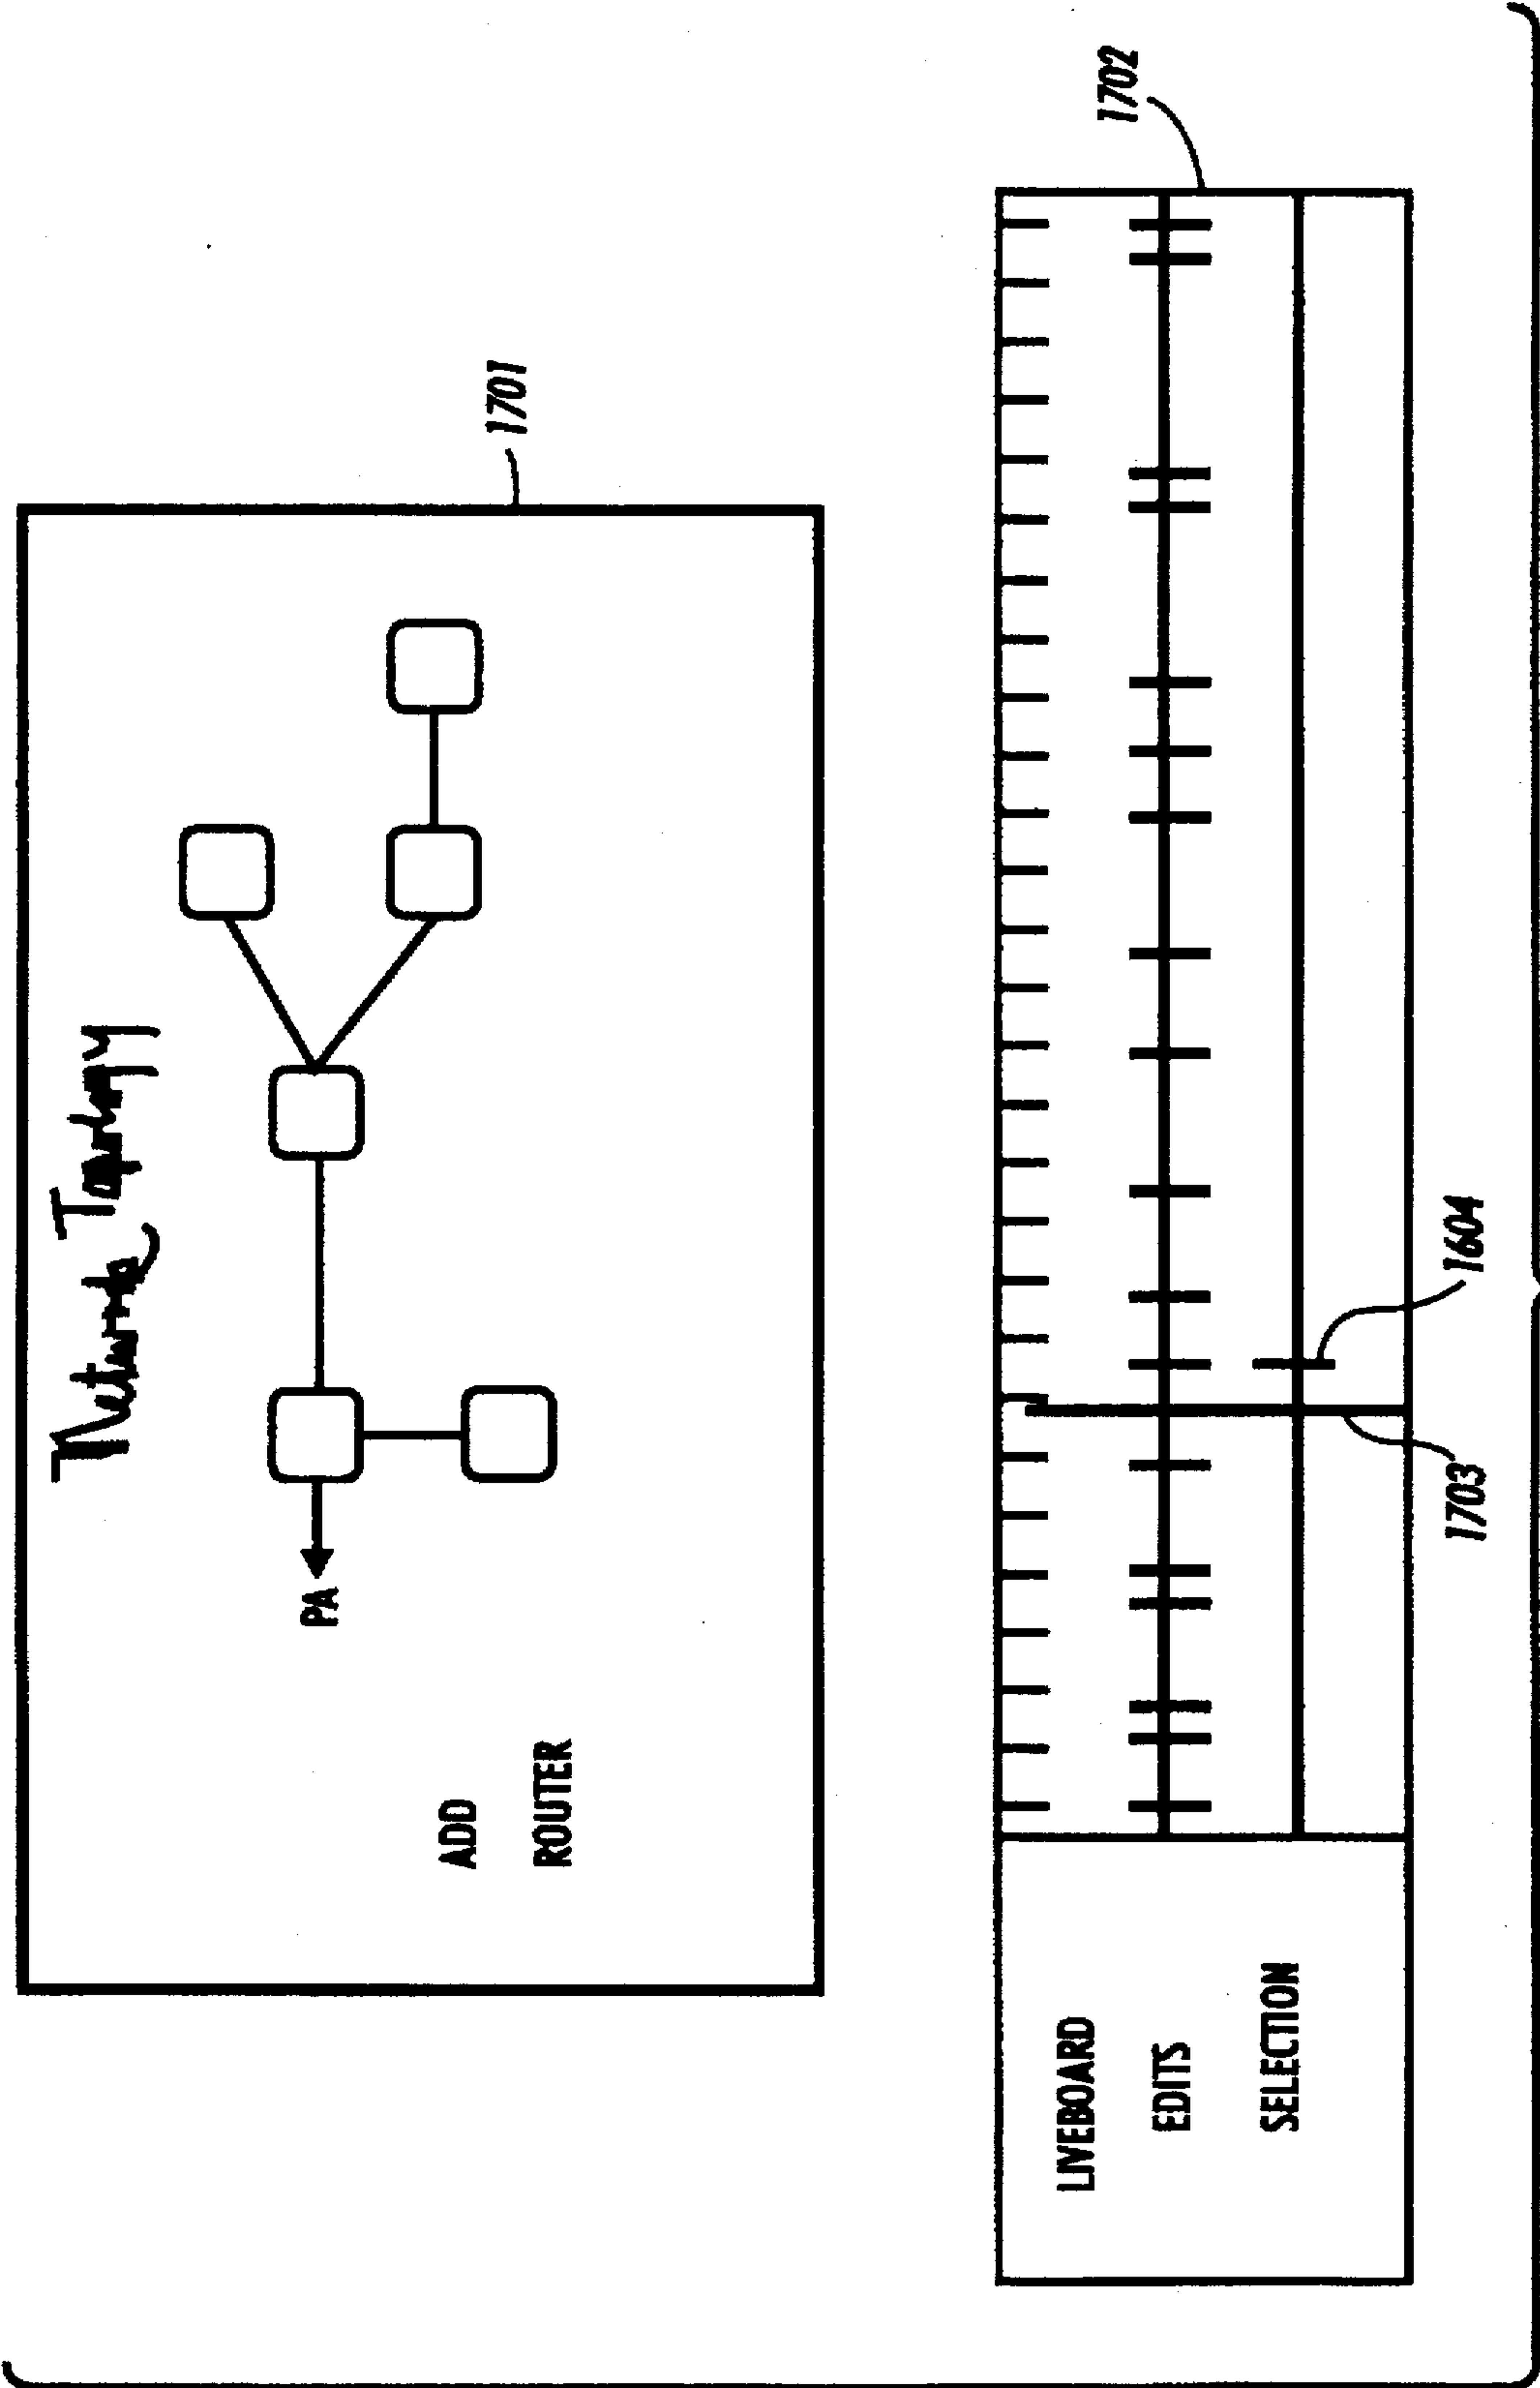 Network Topology
1701
PA
ADD
ROUTER
1702
LIVEBOARD
EDITS
SELECTION
1703
1604